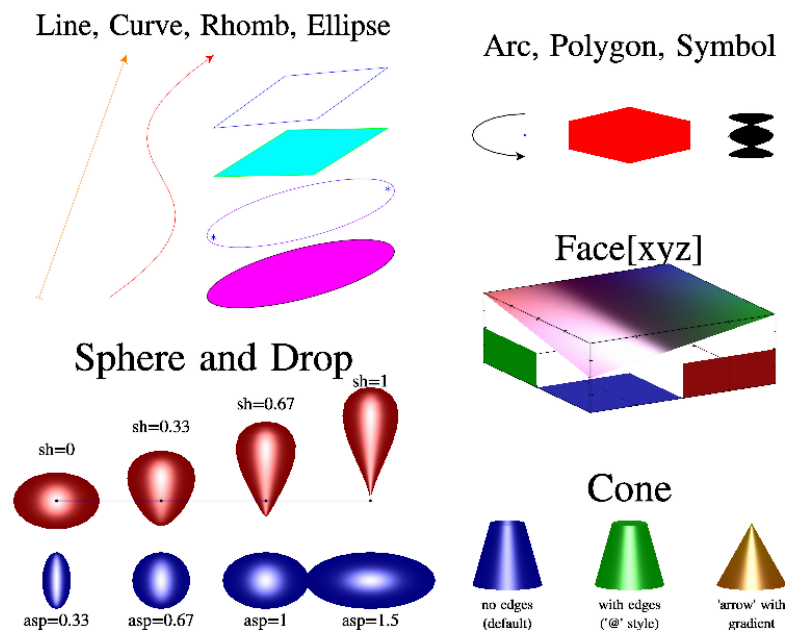 Line, Curve, Rhomb, Ellipse
Arc, Polygon, Symbol
Face[xyz]
Sphere and Drop
sh=0
sh=0.33
sh=0.67
sh=1
asp=0.33
asp=0.67
asp=1
asp=1.5
Cone
no edges
(default)
with edges
('@' style)
'arrow' with
gradient